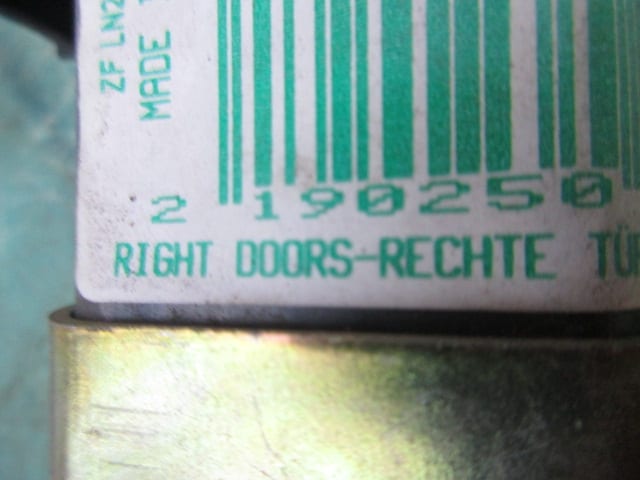 ZF LN2
MADE
2 190250
RIGHT DOORS-RECHTE TÜ